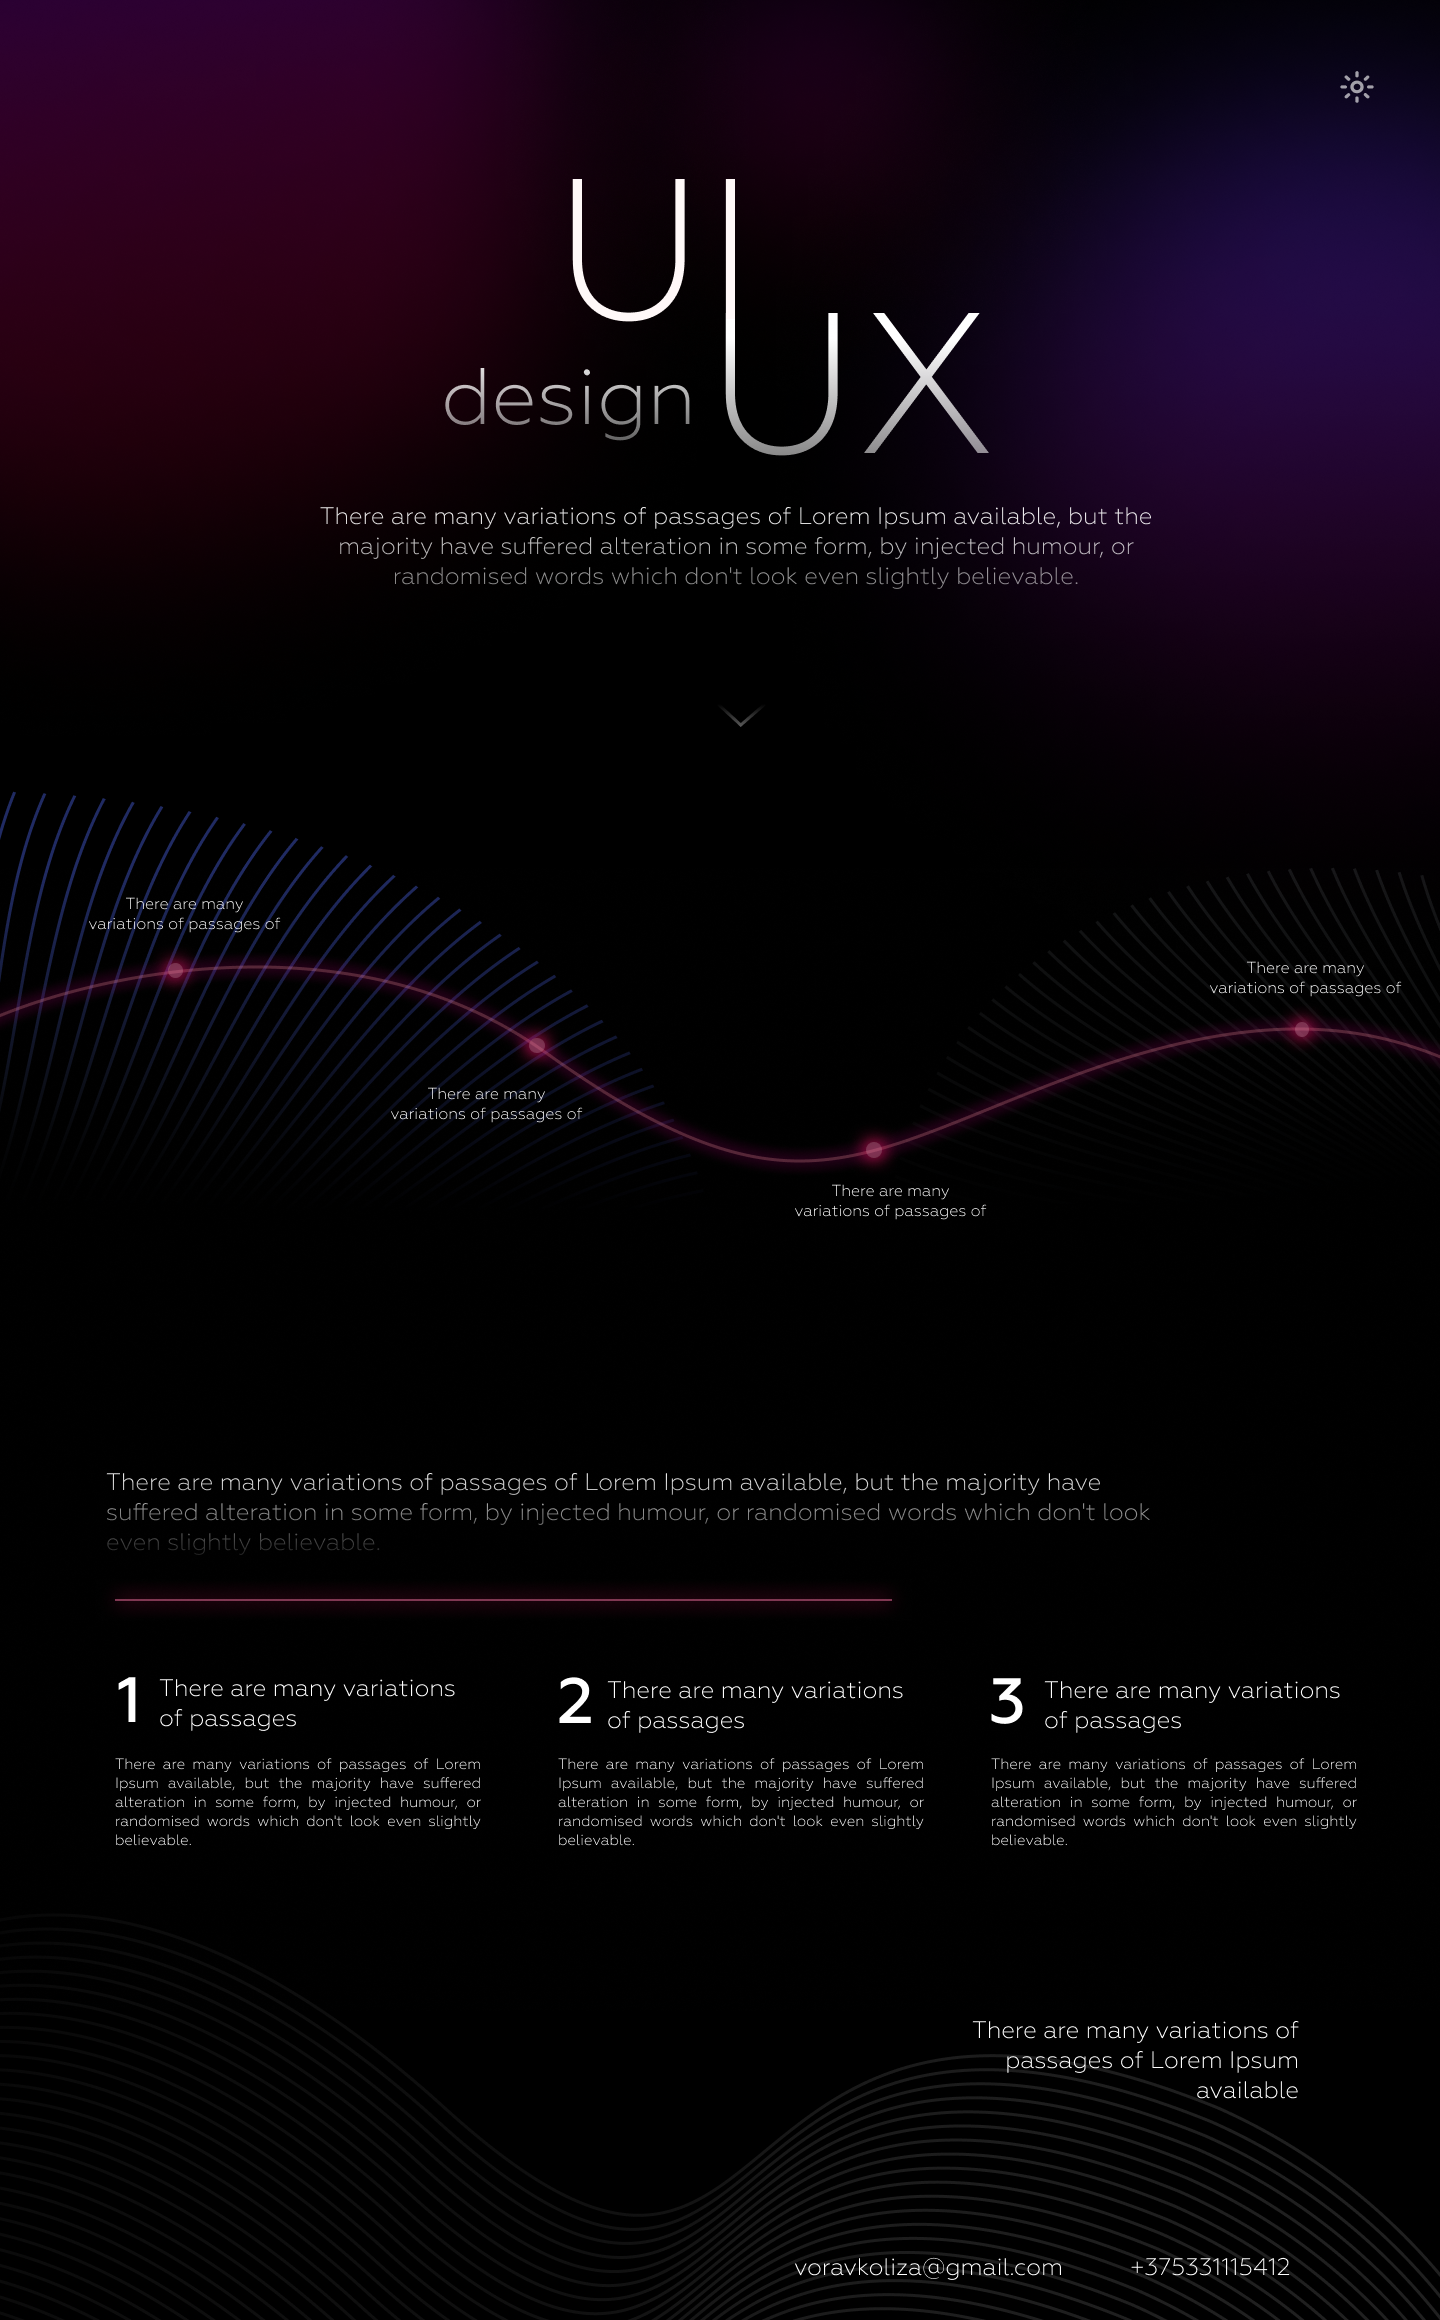 UI
design UX
There are many variations of passages of Lorem Ipsum available, but the
majority have suffered alteration in some form, by injected humour, or
randomised words which don't look even slightly believable.
There are many
variations of passages of
There are many
variations of passages of
There are many
variations of passages of
There are many
variations of passages of
There are many variations of passages of Lorem Ipsum available, but the majority have
suffered alteration in some form, by injected humour, or randomised words which don't look
even slightly believable.
1 There are many variations
of passages
There are many variations of passages of Lorem
Ipsum available, but the majority have suffered
alteration in some form, by injected humour, or
randomised words which don't look even slightly
believable.
2 There are many variations
of passages
There are many variations of passages of Lorem
Ipsum available, but the majority have suffered
alteration in some form, by injected humour, or
randomised words which don't look even slightly
believable.
3 There are many variations
of passages
There are many variations of passages of Lorem
Ipsum available, but the majority have suffered
alteration in some form, by injected humour, or
randomised words which don't look even slightly
believable.
There are many variations of
passages of Lorem Ipsum
available
voravkoliza@gmail.com +375331115412